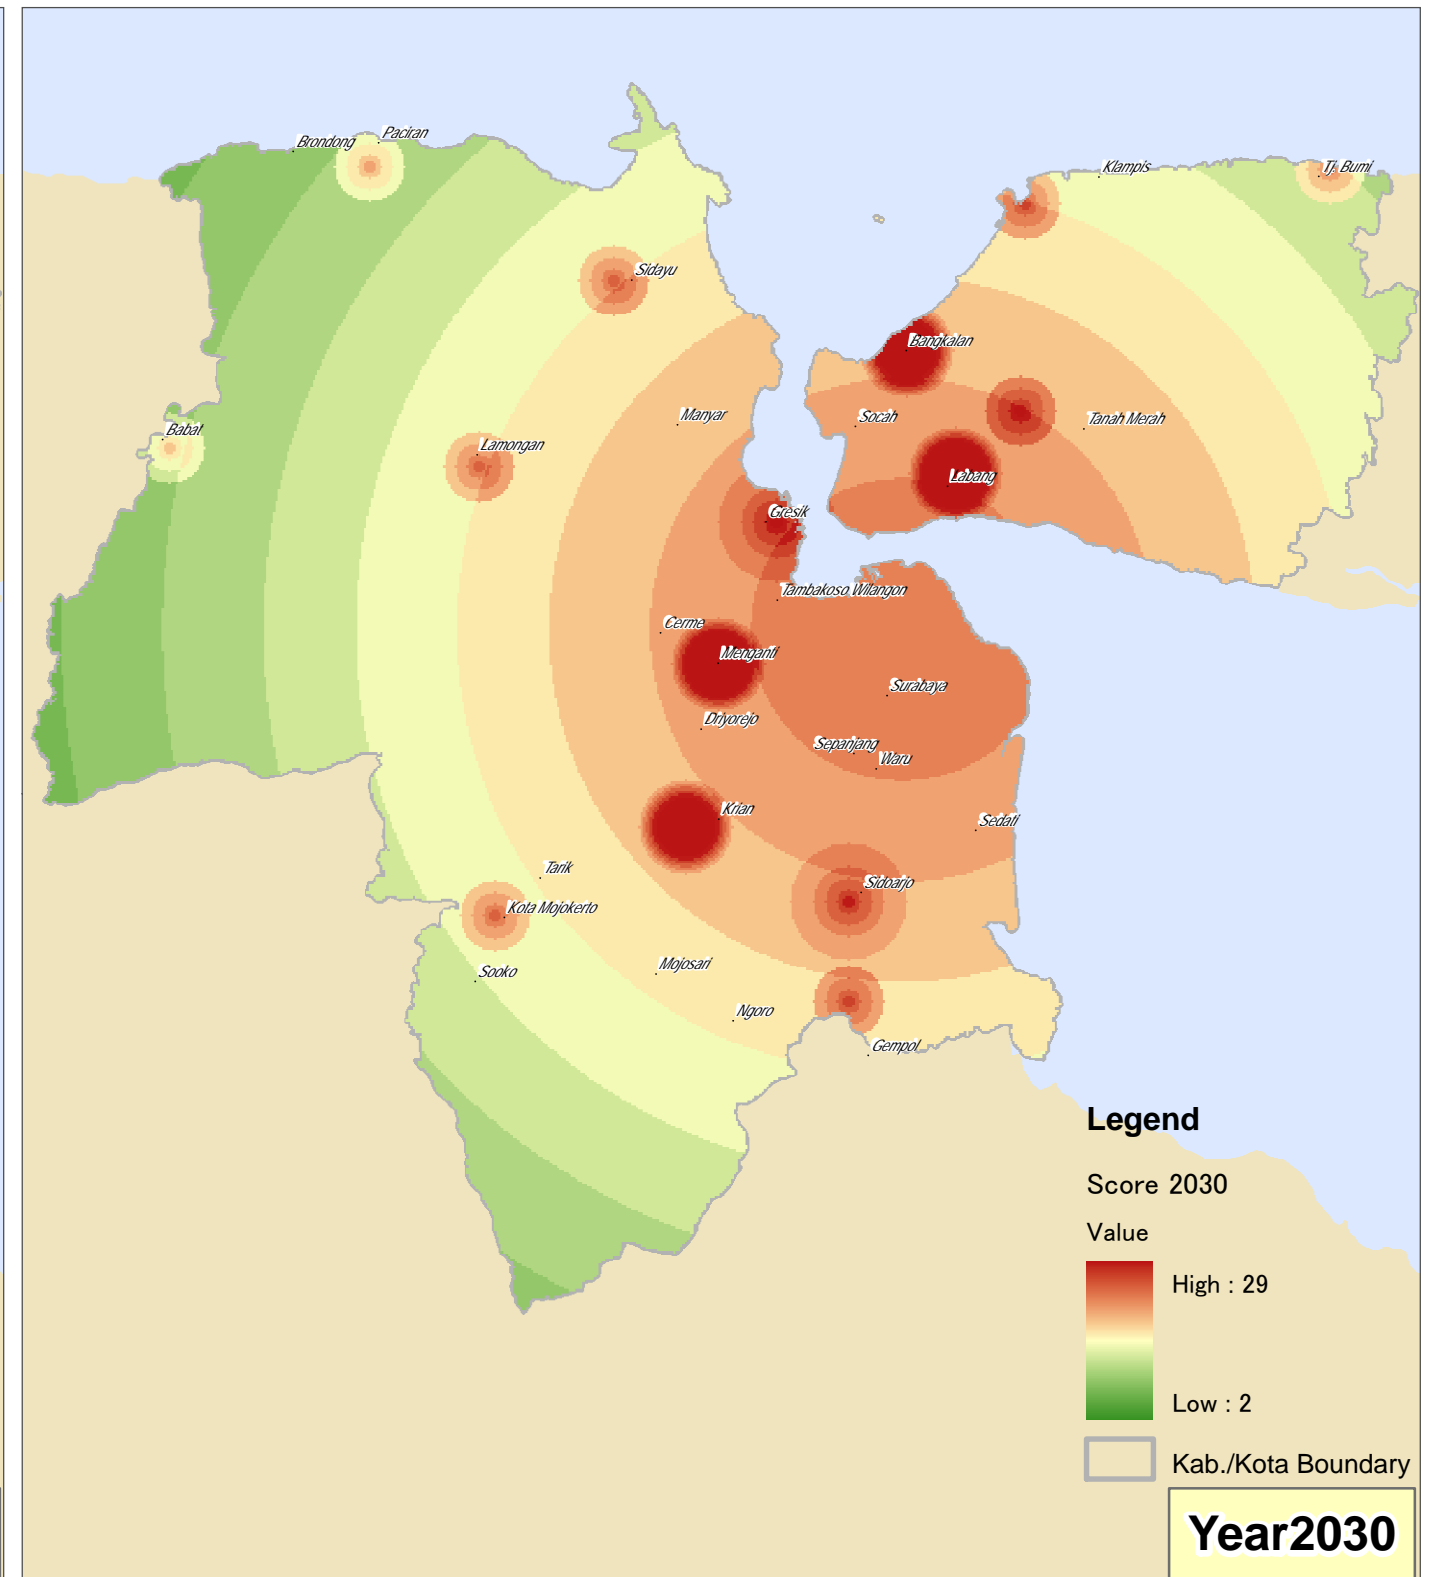 Brondong
Paciran
Klampis
Tj. Bumi
Sidayu
Bangkalan
Manyar
Socah
Tanah Merah
Babat
Lamongan
Labang
Gresik
Tambakoso Wilangon
Cerme
Menganti
Surabaya
Driyorejo
Sepanjang
Waru
Krian
Sedati
Tarik
Sidoarjo
Kota Mojokerto
Sooko
Mojosari
Ngoro
Gempol
Legend
Score 2030
Value
High : 29
Low : 2
Kab./Kota Boundary
Year2030